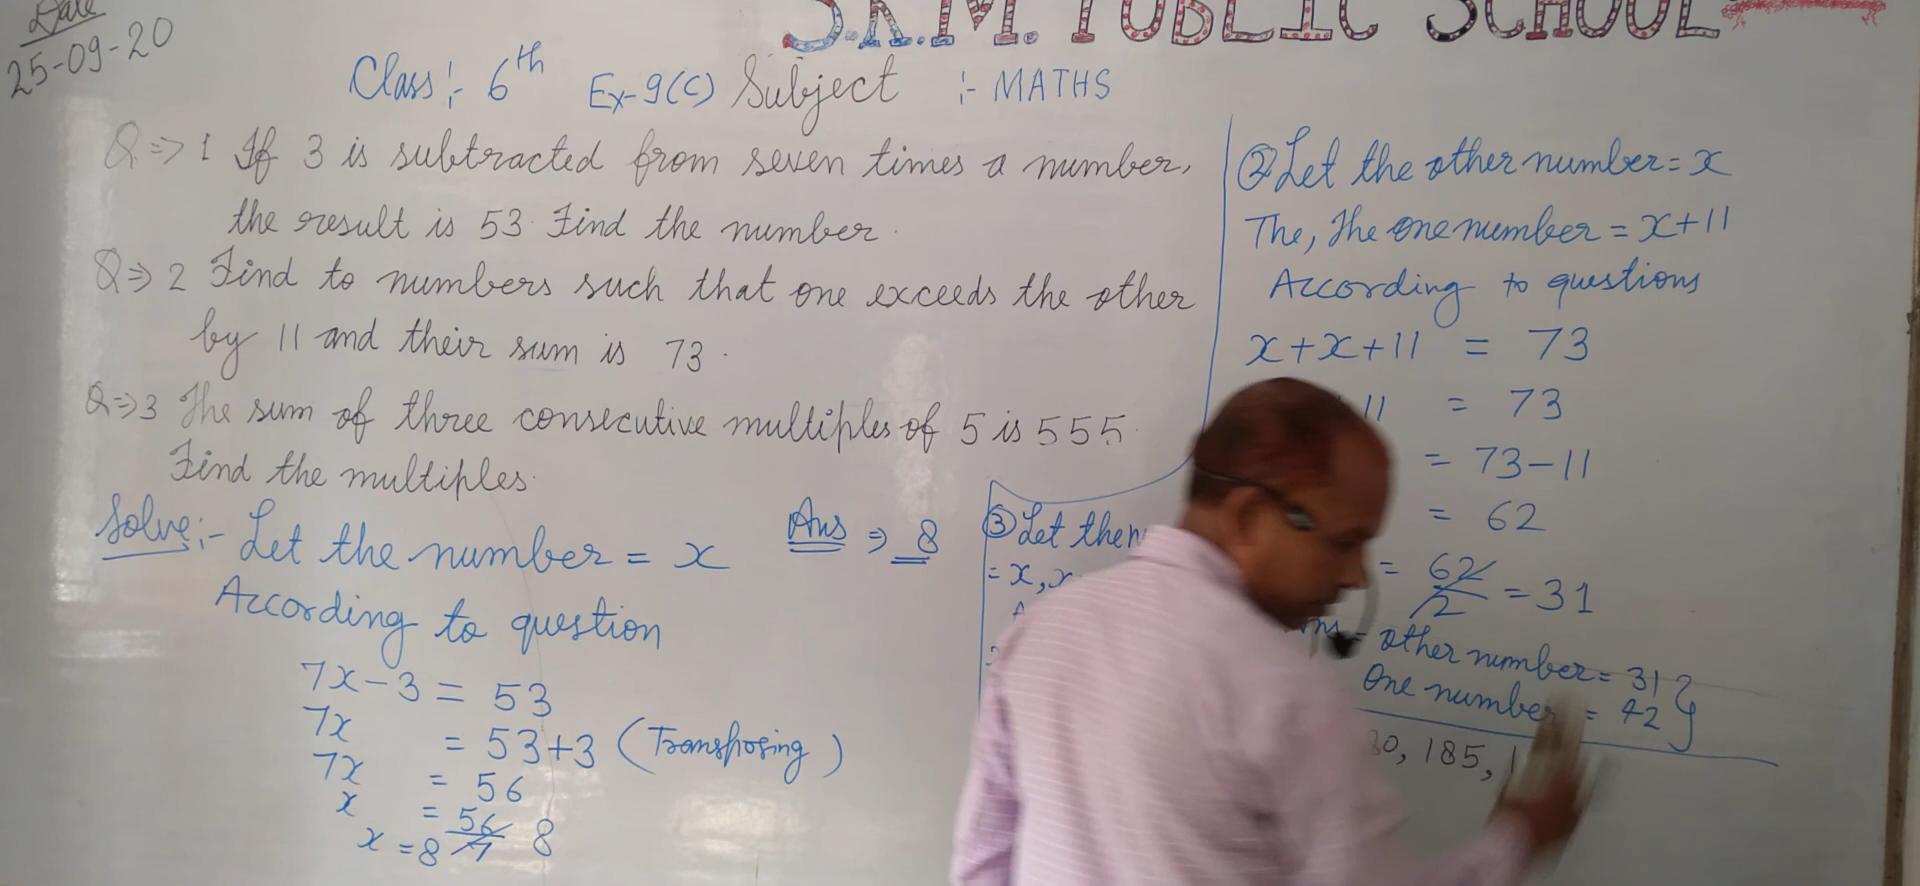 Date
25-09-20
S.R.M. PUBLIC SCHOOL
Class :- 6th Ex-9(c) Subject :- MATHS
Q => 1 If 3 is subtracted from seven times a number,
the result is 53. Find the number.
Q => 2 Find to numbers such that one exceeds the other
by 11 and their sum is 73.
Q => 3 The sum of three consecutive multiples of 5 is 555.
Find the multiples.
Solve :- Let the number = x
According to question
7x - 3 = 53
7x = 53 + 3 (Transposing)
7x = 56
x = 56/7 8
x = 8
Ans => 8
② Let the other number = x
The, the one number = x + 11
According to questions
x + x + 11 = 73
11 = 73
= 73 - 11
= 62
= 62/2 = 31
other number = 31
One number = 42 }
③ Let the
= x, x
80, 185, 1